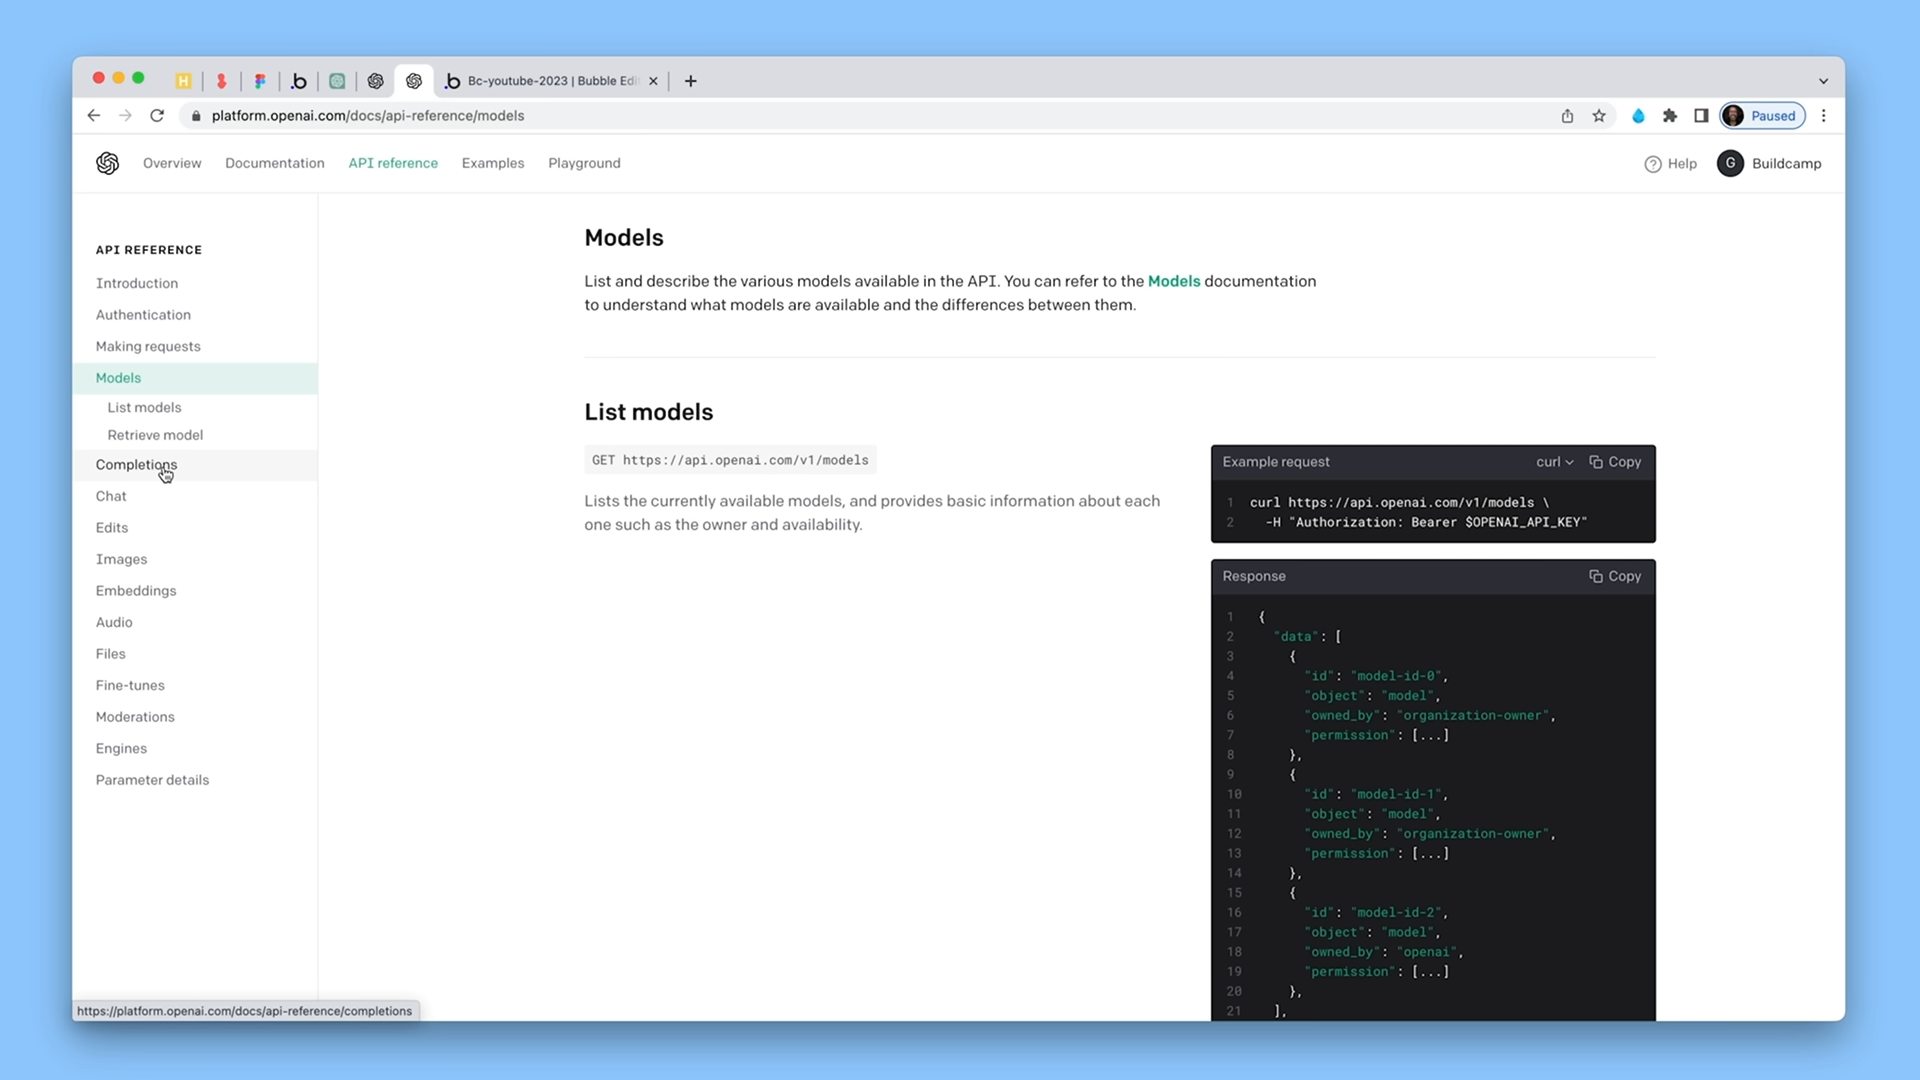 H
b
b Bc-youtube-2023 | Bubble Edi
platform.openai.com/docs/api-reference/models
Paused
Overview Documentation API reference Examples Playground
? Help G Buildcamp
API REFERENCE
Introduction
Authentication
Making requests
Models
List models
Retrieve model
Completions
Chat
Edits
Images
Embeddings
Audio
Files
Fine-tunes
Moderations
Engines
Parameter details
Models
List and describe the various models available in the API. You can refer to the Models documentation
to understand what models are available and the differences between them.
List models
GET https://api.openai.com/v1/models
Lists the currently available models, and provides basic information about each
one such as the owner and availability.
Example request curl Copy
1 curl https://api.openai.com/v1/models \
2 -H "Authorization: Bearer $OPENAI_API_KEY"
Response Copy
1 {
2 "data": [
3 {
4 "id": "model-id-0",
5 "object": "model",
6 "owned_by": "organization-owner",
7 "permission": [...]
8 },
9 {
10 "id": "model-id-1",
11 "object": "model",
12 "owned_by": "organization-owner",
13 "permission": [...]
14 },
15 {
16 "id": "model-id-2",
17 "object": "model",
18 "owned_by": "openai",
19 "permission": [...]
20 },
21 ],
https://platform.openai.com/docs/api-reference/completions